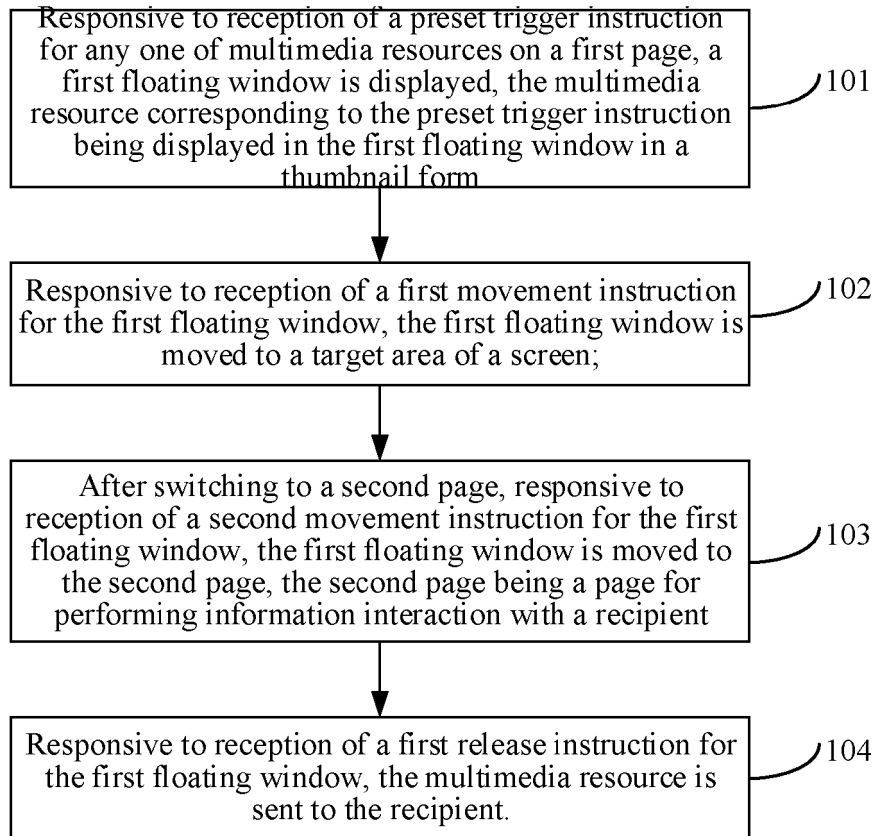 Responsive to reception of a preset trigger instruction
for any one of multimedia resources on a first page, a
first floating window is displayed, the multimedia
resource corresponding to the preset trigger instruction
being displayed in the first floating window in a
thumbnail form
101
Responsive to reception of a first movement instruction
for the first floating window, the first floating window is
moved to a target area of a screen;
102
After switching to a second page, responsive to
reception of a second movement instruction for the first
floating window, the first floating window is moved to
the second page, the second page being a page for
performing information interaction with a recipient
103
Responsive to reception of a first release instruction for
the first floating window, the multimedia resource is
sent to the recipient.
104